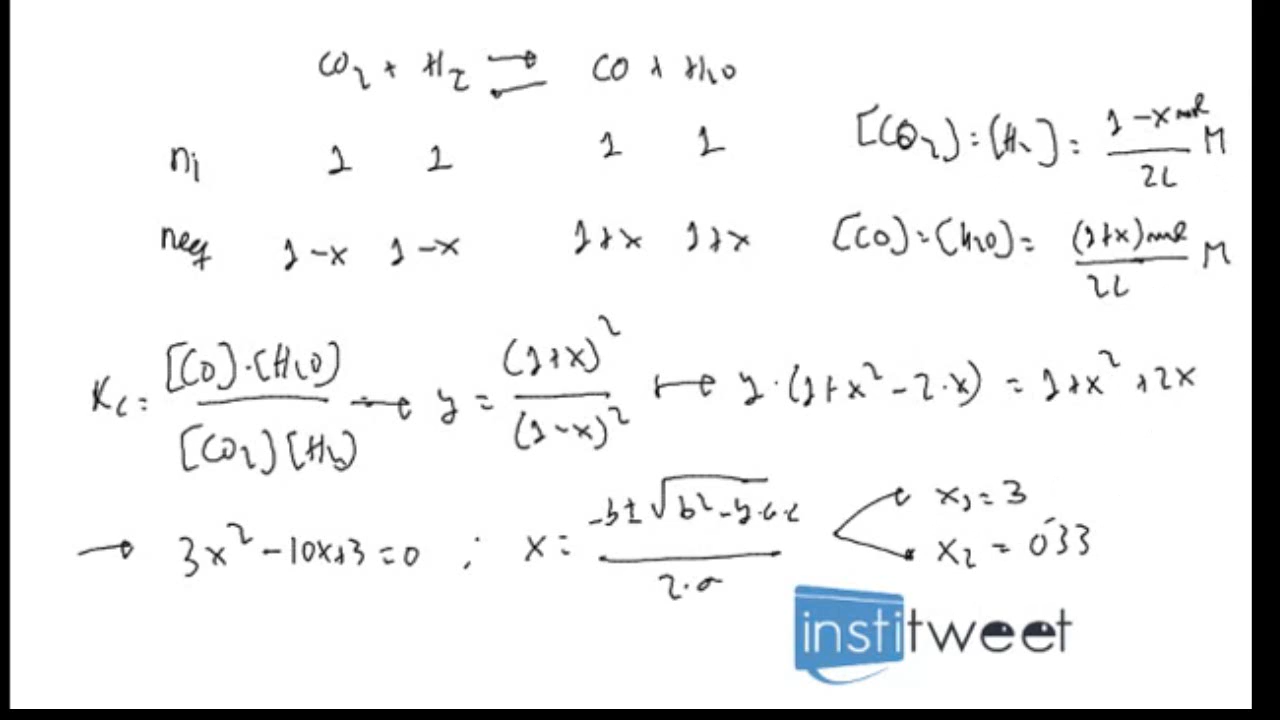 CO₂ + H₂ ⇌ CO + H₂O
ni 1 1 1 1
[CO₂] = [H₂] = (1-x mol)/(2L) M
neq 1-x 1-x 1+x 1+x
[CO] = [H₂O] = ((1+x) mol)/(2L) M
Kc = ([CO]·[H₂O])/([CO₂][H₂]) → 4 = (1+x)²/(1-x)² → 4·(1+x²-2·x) = 1+x²+2x
→ 3x²-10x+3=0 ; x = (-b±√(b²-4·a·c))/(2·a)
x₁ = 3
x₂ = 0'33
institweet